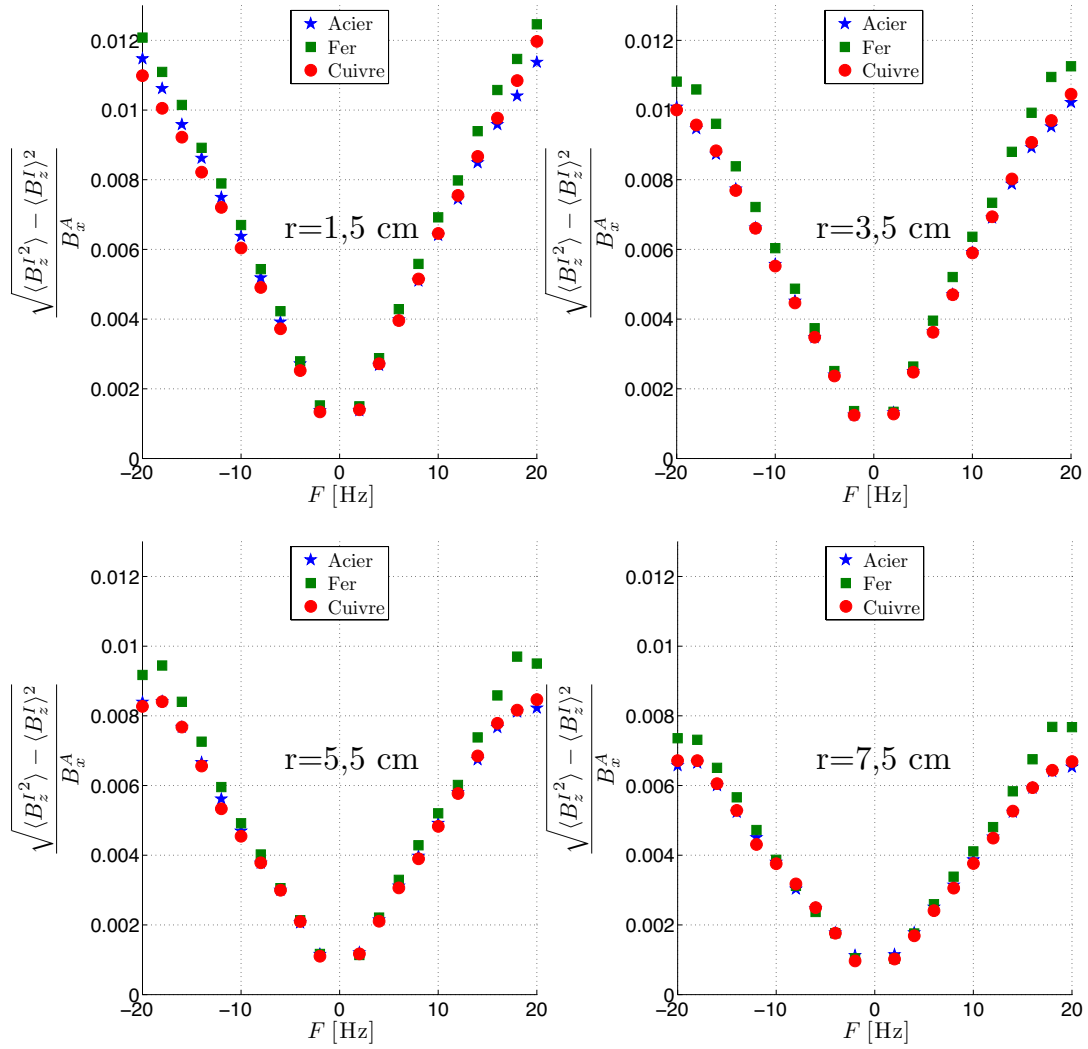 Acier
Fer
Cuivre
0.012
0.01
0.008
0.006
0.004
0.002
0
−20
−10
0
10
20
r=1,5 cm
√(⟨B_z^{I 2}⟩ − ⟨B_z^I⟩²)
B_x^A
F [Hz]
Acier
Fer
Cuivre
0.012
0.01
0.008
0.006
0.004
0.002
0
−20
−10
0
10
20
r=3,5 cm
√(⟨B_z^{I 2}⟩ − ⟨B_z^I⟩²)
B_x^A
F [Hz]
Acier
Fer
Cuivre
0.012
0.01
0.008
0.006
0.004
0.002
0
−20
−10
0
10
20
r=5,5 cm
√(⟨B_z^{I 2}⟩ − ⟨B_z^I⟩²)
B_x^A
F [Hz]
Acier
Fer
Cuivre
0.012
0.01
0.008
0.006
0.004
0.002
0
−20
−10
0
10
20
r=7,5 cm
√(⟨B_z^{I 2}⟩ − ⟨B_z^I⟩²)
B_x^A
F [Hz]